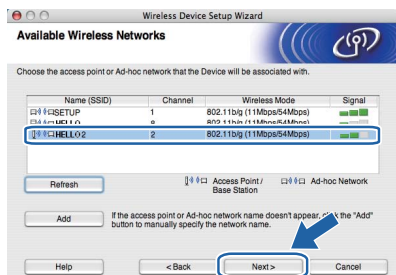 Wireless Device Setup Wizard
Available Wireless Networks
Choose the access point or Ad-hoc network that the Device will be associated with.
Name (SSID) Channel Wireless Mode Signal
SETUP 1 802.11b/g (11Mbps/54Mbps)
HELLO 8 802.11b/g (11Mbps/54Mbps)
HELLO2 2 802.11b/g (11Mbps/54Mbps)
Refresh Access Point / Ad-hoc Network
Base Station
Add If the access point or Ad-hoc network name doesn't appear, click the "Add"
button to manually specify the network name.
Help < Back Next > Cancel